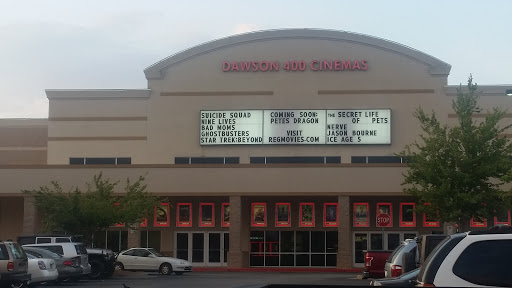 DAWSON 400 CINEMAS
SUICIDE SQUAD
NINE LIVES
BAD MOMS
GHOSTBUSTERS
STAR TREK:BEYOND
COMING SOON:
PETES DRAGON
VISIT
REGMOVIES.COM
THE SECRET LIFE
OF PETS
NERVE
JASON BOURNE
ICE AGE 5
STOP